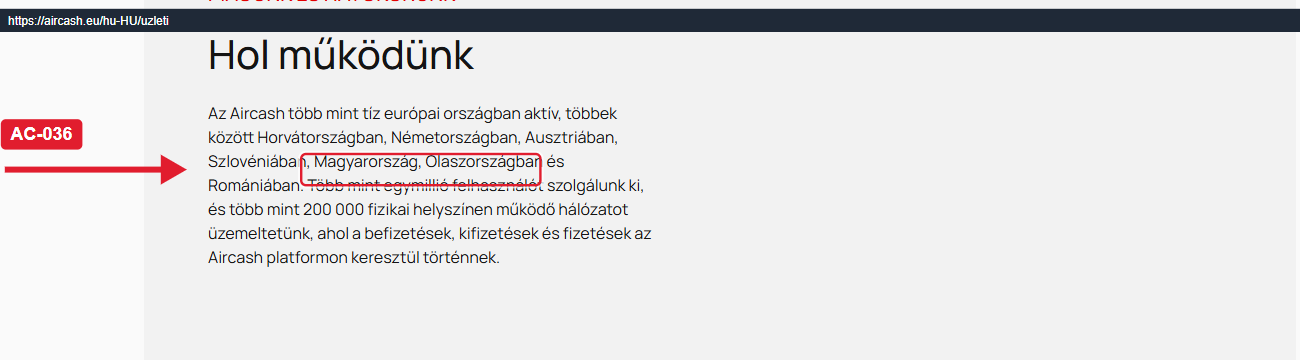 https://aircash.eu/hu-HU/uzleti
Hol működünk
Az Aircash több mint tíz európai országban aktív, többek
között Horvátországban, Németországban, Ausztriában,
AC-036
Szlovéniában, Magyarország, Olaszországban és
Romániában. Több mint egymillió felhasználót szolgálunk ki,
és több mint 200 000 fizikai helyszínen működő hálózatot
üzemeltetünk, ahol a befizetések, kifizetések és fizetések az
Aircash platformon keresztül történnek.